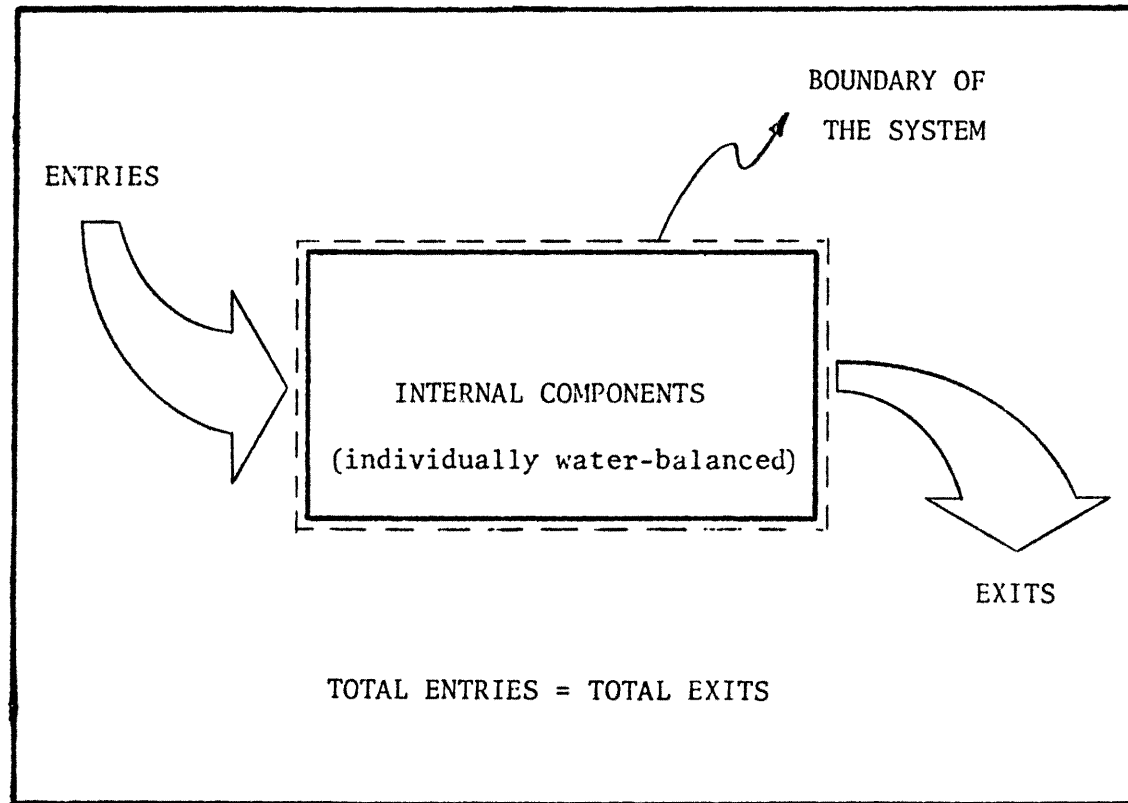 BOUNDARY OF
THE SYSTEM
ENTRIES
INTERNAL COMPONENTS
(individually water-balanced)
EXITS
TOTAL ENTRIES = TOTAL EXITS